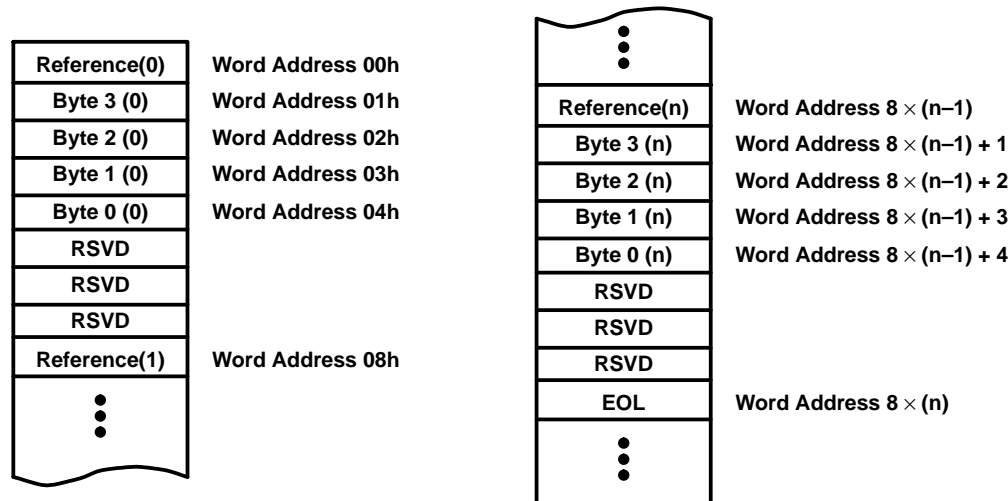 Reference(0) Word Address 00h
Byte 3 (0) Word Address 01h
Byte 2 (0) Word Address 02h
Byte 1 (0) Word Address 03h
Byte 0 (0) Word Address 04h
RSVD
RSVD
RSVD
Reference(1) Word Address 08h
Reference(n) Word Address 8 × (n–1)
Byte 3 (n) Word Address 8 × (n–1) + 1
Byte 2 (n) Word Address 8 × (n–1) + 2
Byte 1 (n) Word Address 8 × (n–1) + 3
Byte 0 (n) Word Address 8 × (n–1) + 4
RSVD
RSVD
RSVD
EOL Word Address 8 × (n)